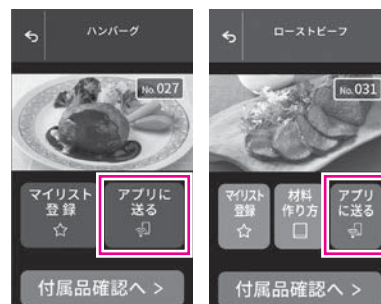 ハンバーグ
No.027
マイリスト
登録
アプリに
送る
付属品確認へ >
ローストビーフ
No.031
マイリスト
登録
材料
作り方
アプリ
に送る
付属品確認へ >